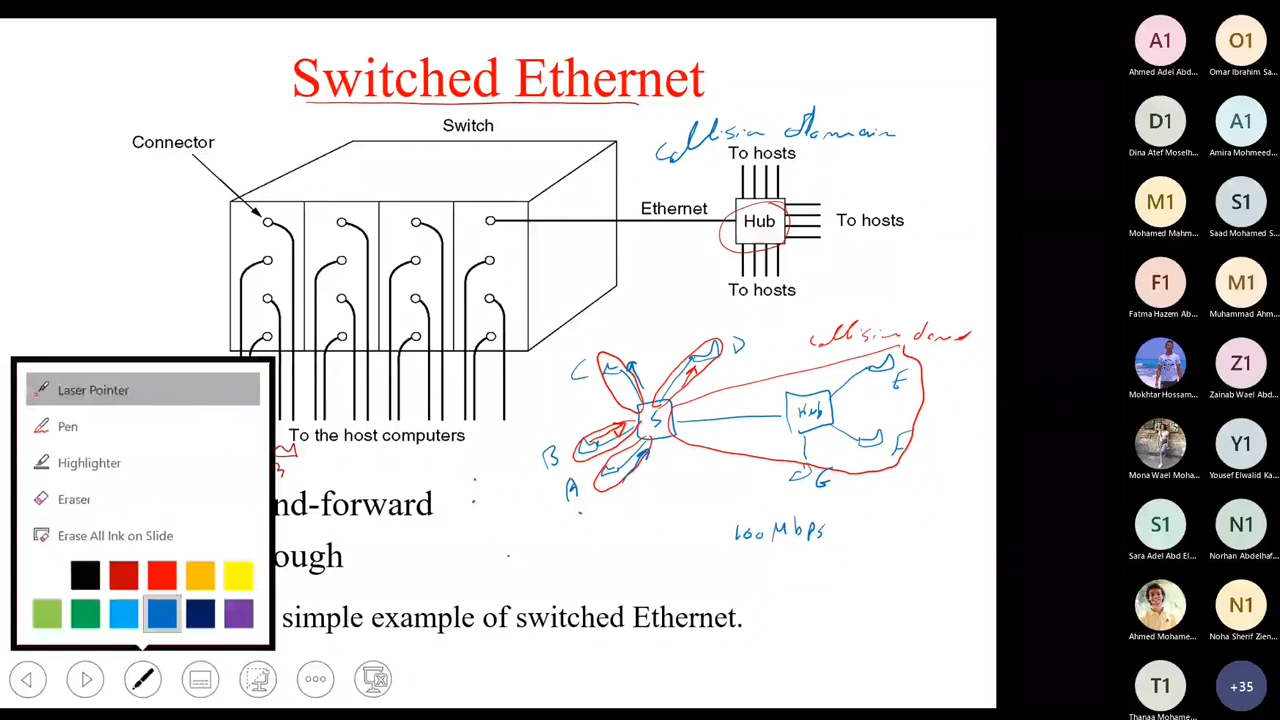 Switched Ethernet
Switch
Connector
Collision domain
To hosts
Ethernet
Hub
To hosts
To hosts
Collision
C
D
E
S
Hub
B
F
A
G
100 Mbps
To the host computers
nd-forward
ough
simple example of switched Ethernet.
Laser Pointer
Pen
Highlighter
Eraser
Erase All Ink on Slide
A1
O1
Ahmed Adel Abd...
Omar Ibrahim Sa...
D1
A1
Dina Atef Moselh...
Amira Mohmeed...
M1
S1
Mohamed Mahm...
Saad Mohamed S...
F1
M1
Fatma Hazem Ab...
Muhammad Ahm...
Z1
Mokhtar Hossam...
Zainab Wael Abd...
Y1
Mona Wael Moha...
Yousef Elwalid Ka...
S1
N1
Sara Adel Abd El...
Norhan Abdelhaf...
N1
Ahmed Mohame...
Noha Sherif Zien...
T1
+35
Thanaa Mohame...